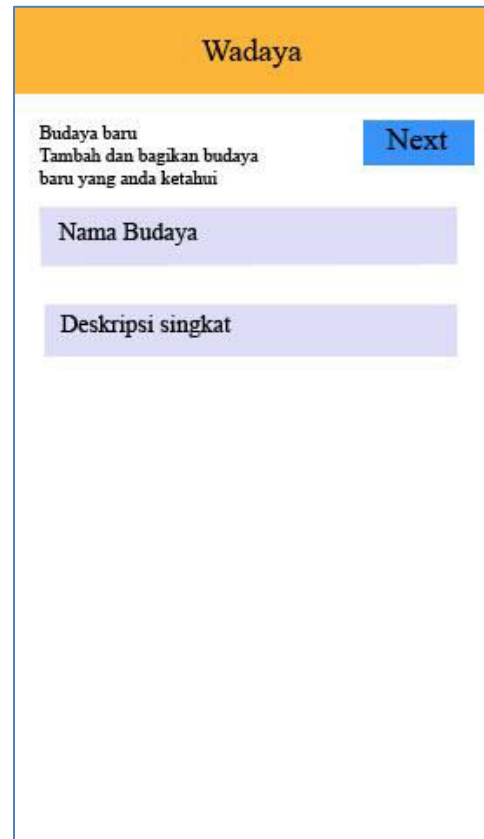 Wadaya
Budaya baru
Tambah dan bagikan budaya
baru yang anda ketahui
Next
Nama Budaya
Deskripsi singkat